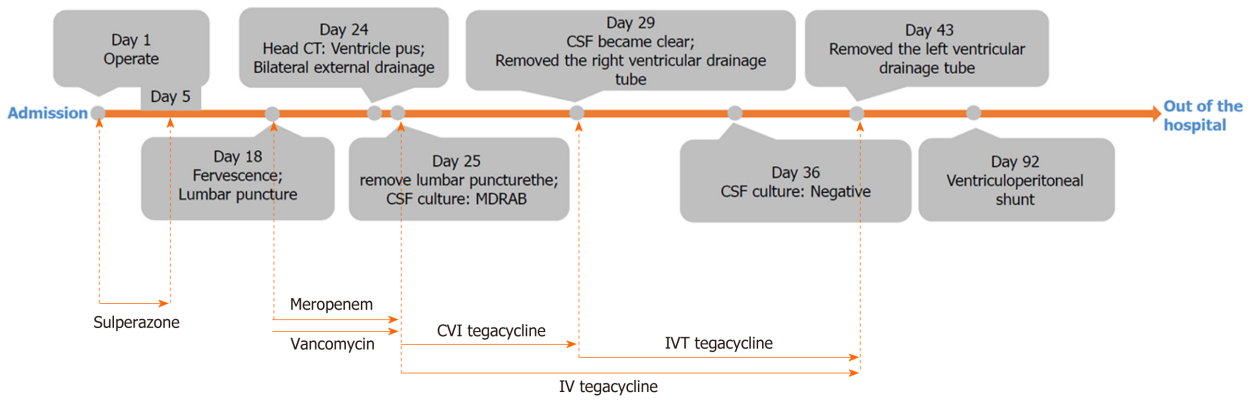 Day 1
Operate
Day 5
Day 24
Head CT: Ventricle pus;
Bilateral external drainage
Day 29
CSF became clear;
Removed the right ventricular drainage
tube
Day 43
Removed the left ventricular
drainage tube
Admission
Out of the
hospital
Day 18
Fervescence;
Lumbar puncture
Day 25
remove lumbar puncturethe;
CSF culture: MDRAB
Day 36
CSF culture: Negative
Day 92
Ventriculoperitoneal
shunt
Sulperazone
Meropenem
Vancomycin
CVI tegacycline
IVT tegacycline
IV tegacycline